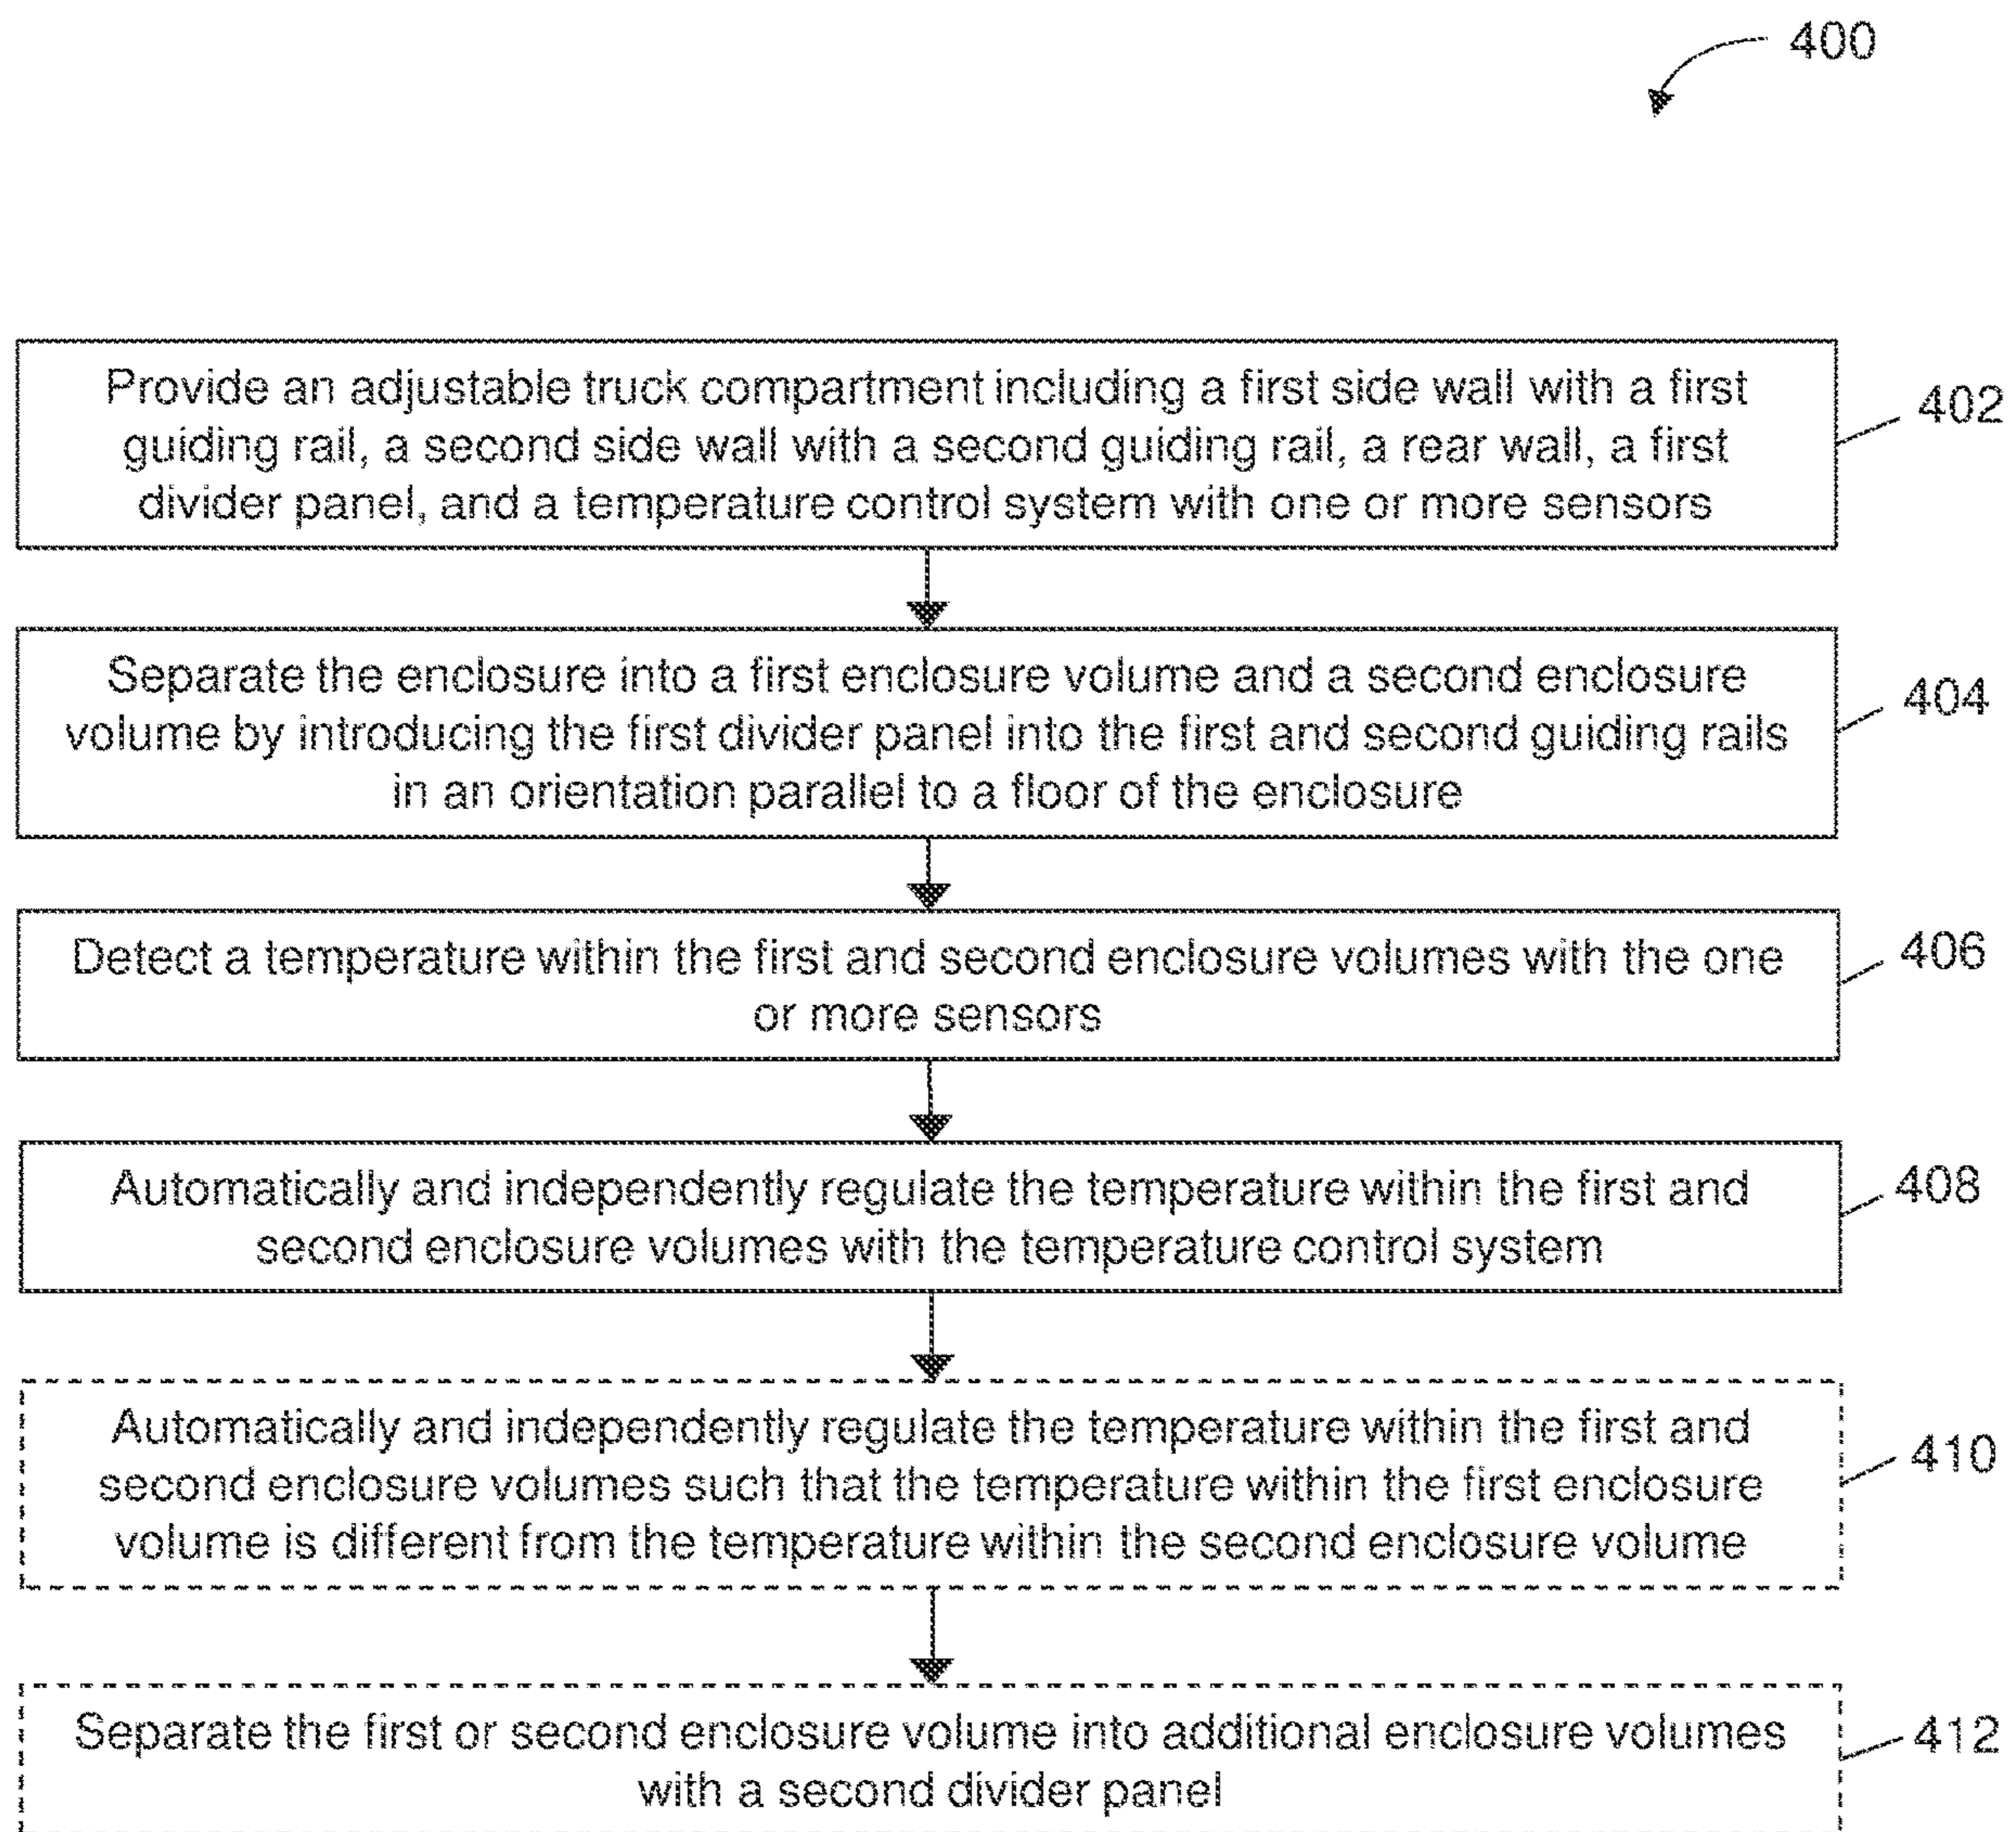 400
Provide an adjustable truck compartment including a first side wall with a first
guiding rail, a second side wall with a second guiding rail, a rear wall, a first
divider panel, and a temperature control system with one or more sensors
402
Separate the enclosure into a first enclosure volume and a second enclosure
volume by introducing the first divider panel into the first and second guiding rails
in an orientation parallel to a floor of the enclosure
404
Detect a temperature within the first and second enclosure volumes with the one
or more sensors
406
Automatically and independently regulate the temperature within the first and
second enclosure volumes with the temperature control system
408
Automatically and independently regulate the temperature within the first and
second enclosure volumes such that the temperature within the first enclosure
volume is different from the temperature within the second enclosure volume
410
Separate the first or second enclosure volume into additional enclosure volumes
with a second divider panel
412